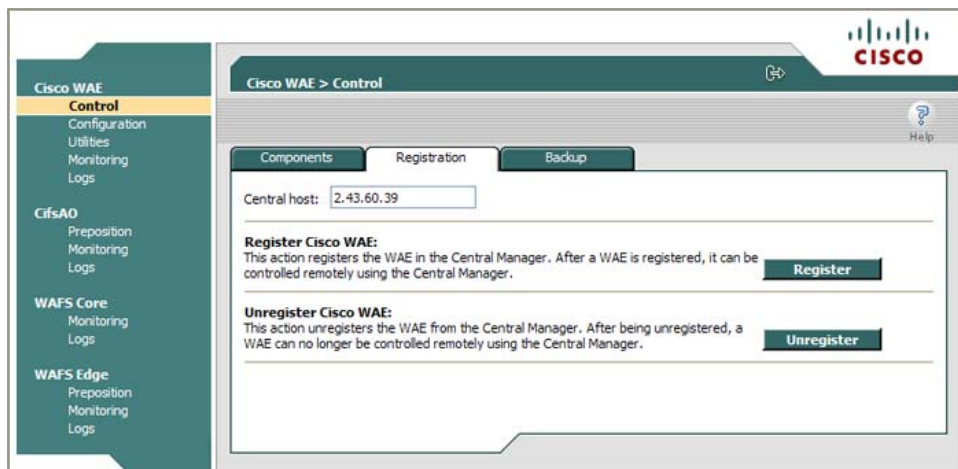 CISCO
Cisco WAE
Control
Configuration
Utilities
Monitoring
Logs
CifsAO
Preposition
Monitoring
Logs
WAFS Core
Monitoring
Logs
WAFS Edge
Preposition
Monitoring
Logs
Cisco WAE > Control
Help
Components
Registration
Backup
Central host: 2.43.60.39
Register Cisco WAE:
This action registers the WAE in the Central Manager. After a WAE is registered, it can be
controlled remotely using the Central Manager.
Register
Unregister Cisco WAE:
This action unregisters the WAE from the Central Manager. After being unregistered, a
WAE can no longer be controlled remotely using the Central Manager.
Unregister